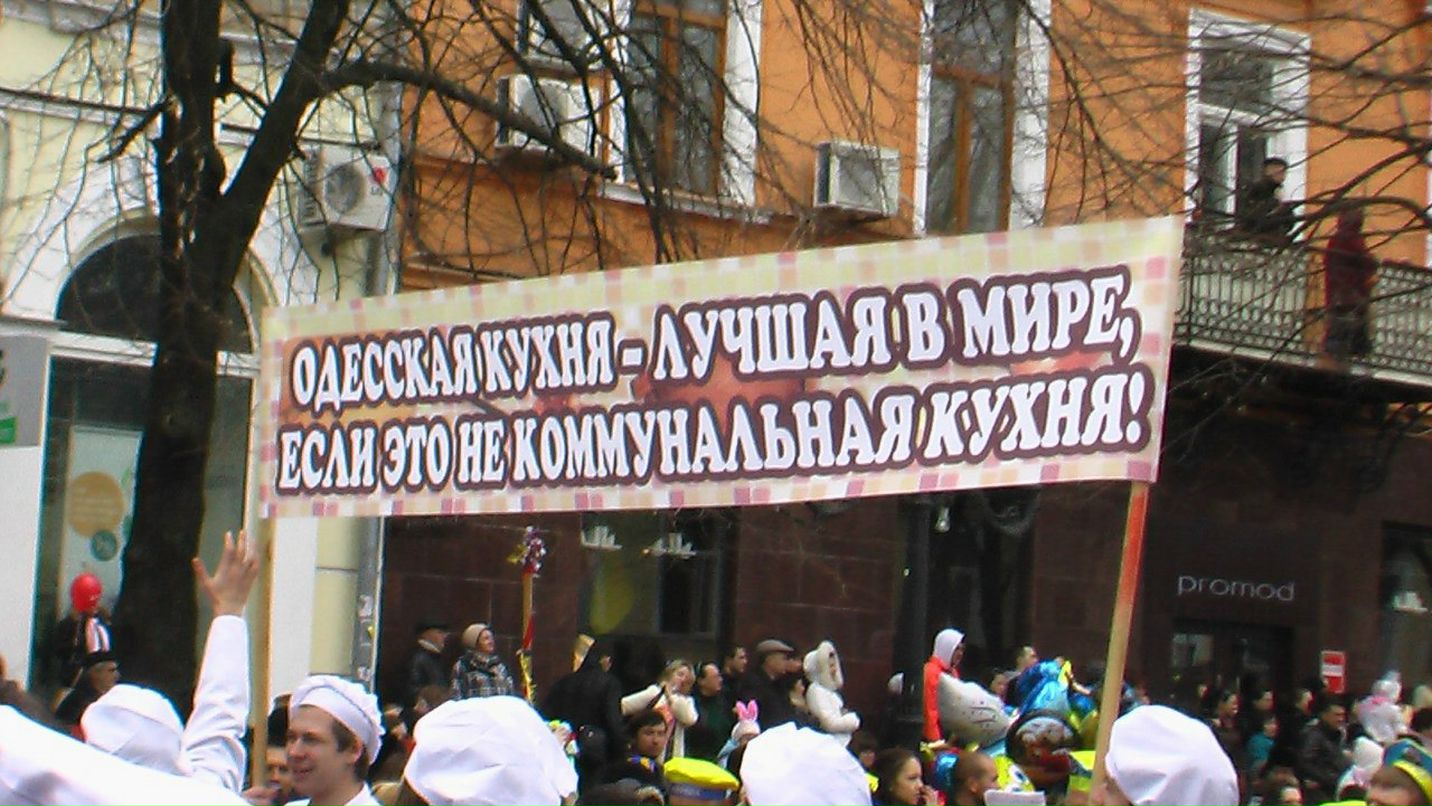 ОДЕССКАЯ КУХНЯ - ЛУЧШАЯ В МИРЕ,
ЕСЛИ ЭТО НЕ КОММУНАЛЬНАЯ КУХНЯ!
promod